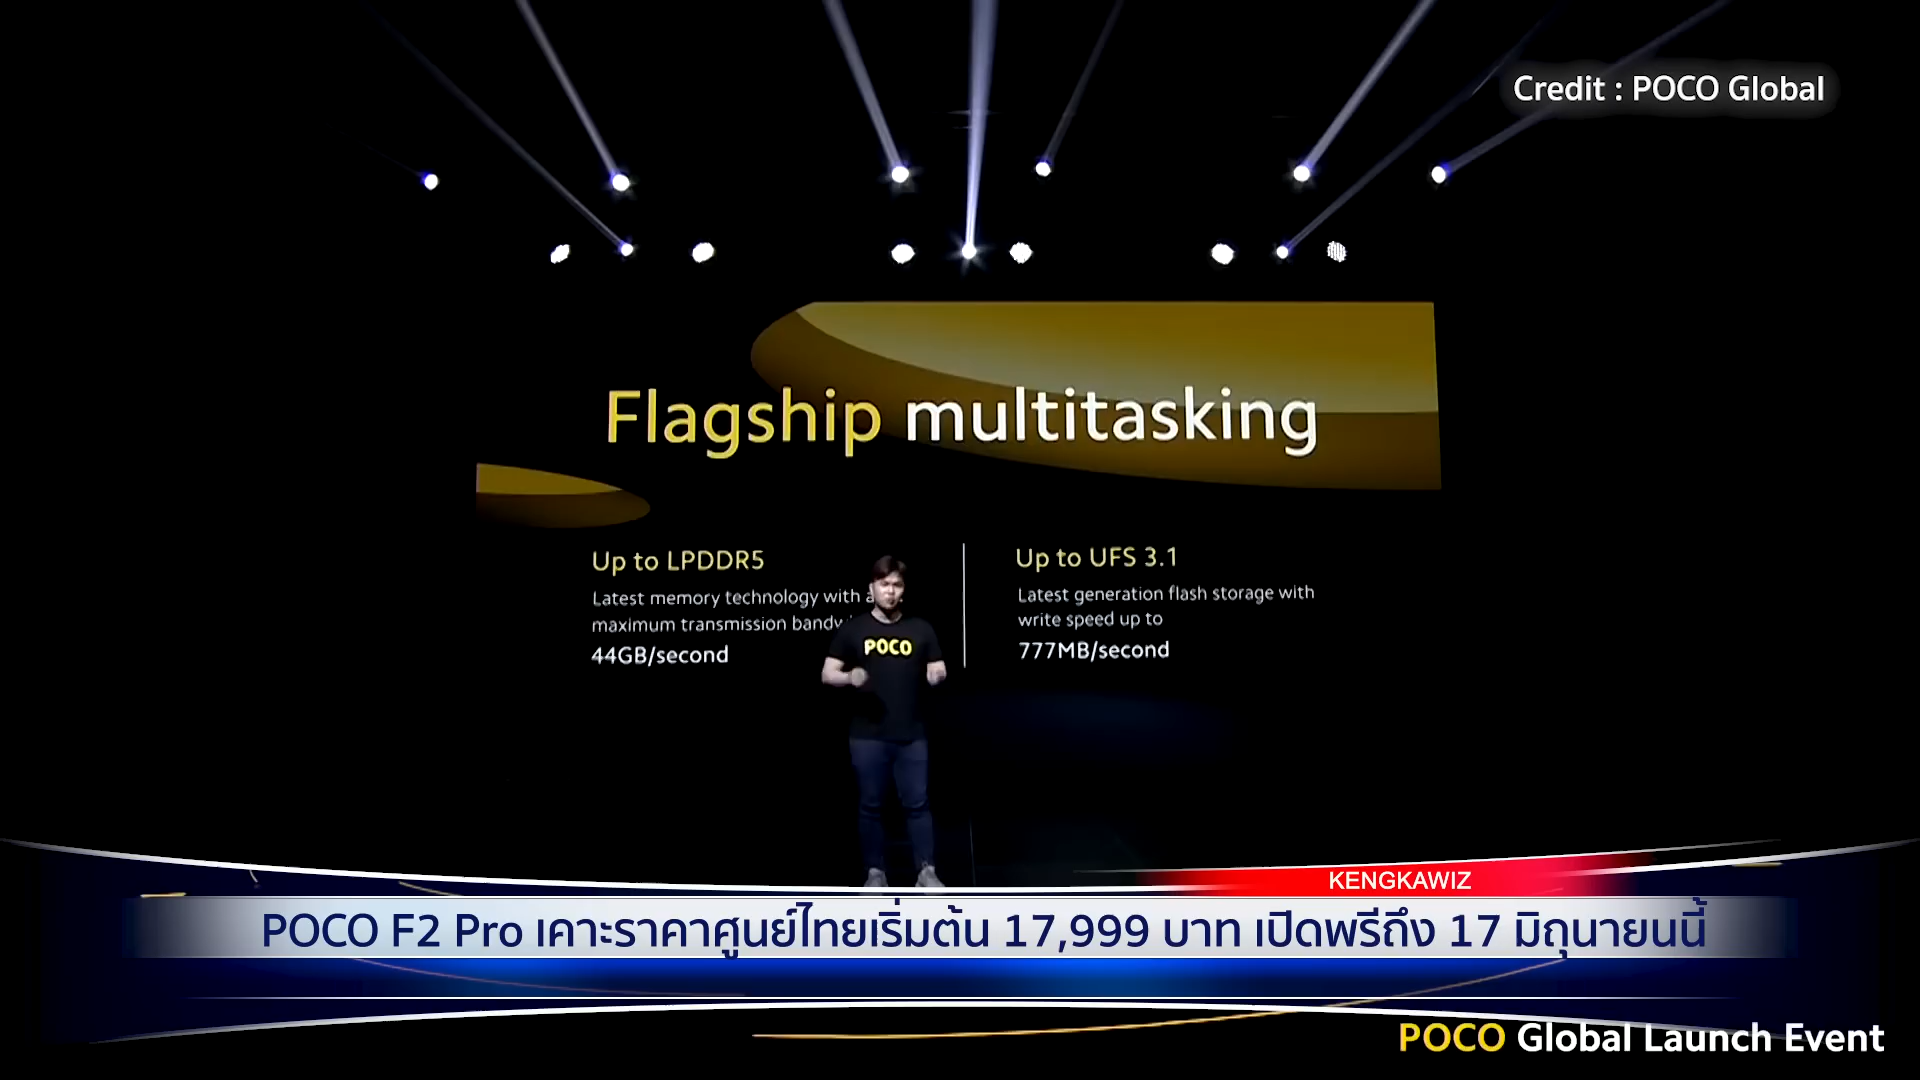 Credit : POCO Global
Flagship multitasking
Up to LPDDR5
Latest memory technology with a
maximum transmission
44GB/second
Up to UFS 3.1
Latest generation flash storage with
write speed up to
777MB/second
POCO
KENGKAWIZ
POCO F2 Pro เคาะราคาศูนย์ไทยเริ่มต้น 17,999 บาท เปิดพรีถึง 17 มิถุนายนนี้
POCO Global Launch Event